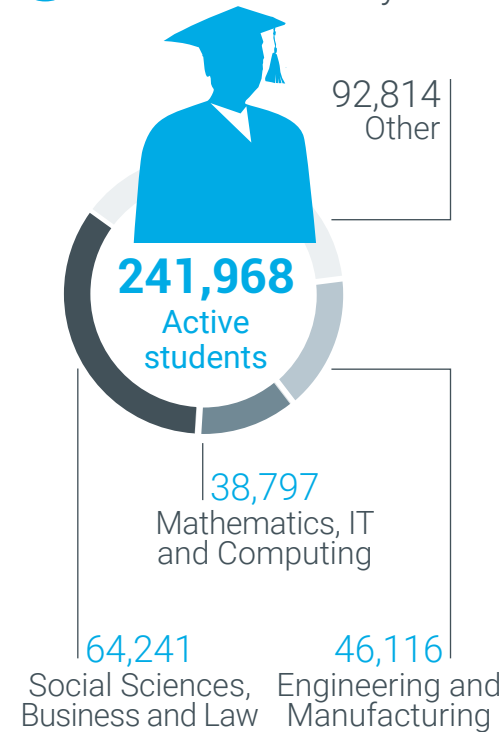 92,814
Other
241,968
Active
students
38,797
Mathematics, IT
and Computing
64,241
Social Sciences,
Business and Law
46,116
Engineering and
Manufacturing